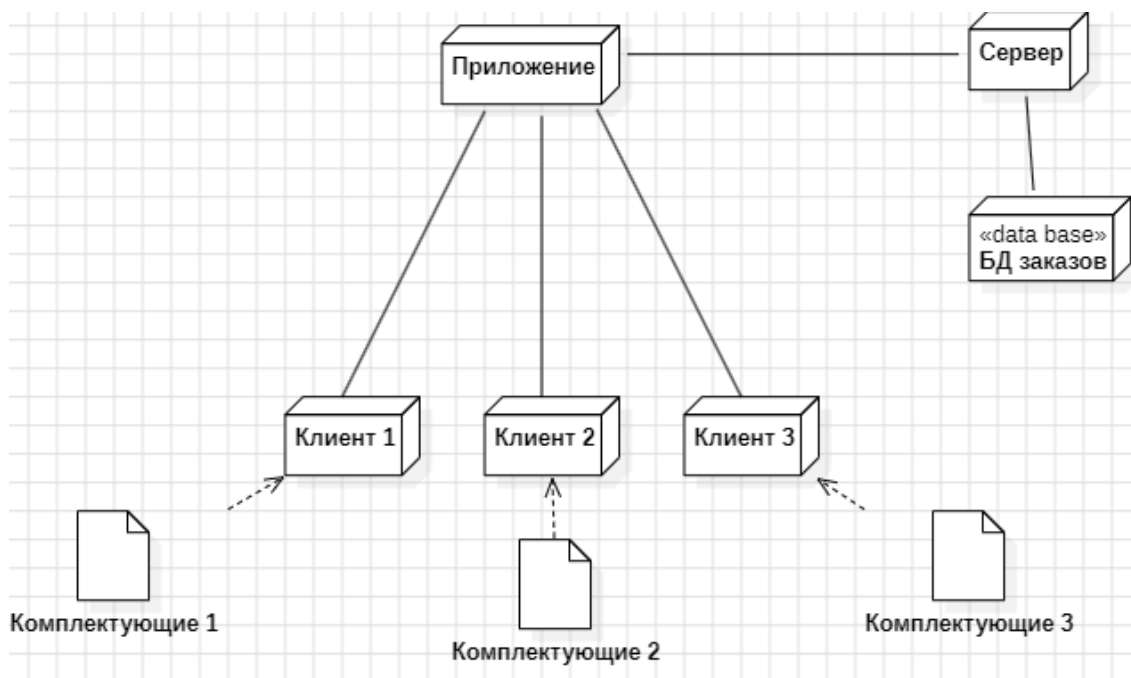 Приложение
Сервер
«data base»
БД заказов
Клиент 1
Клиент 2
Клиент 3
Комплектующие 1
Комплектующие 2
Комплектующие 3